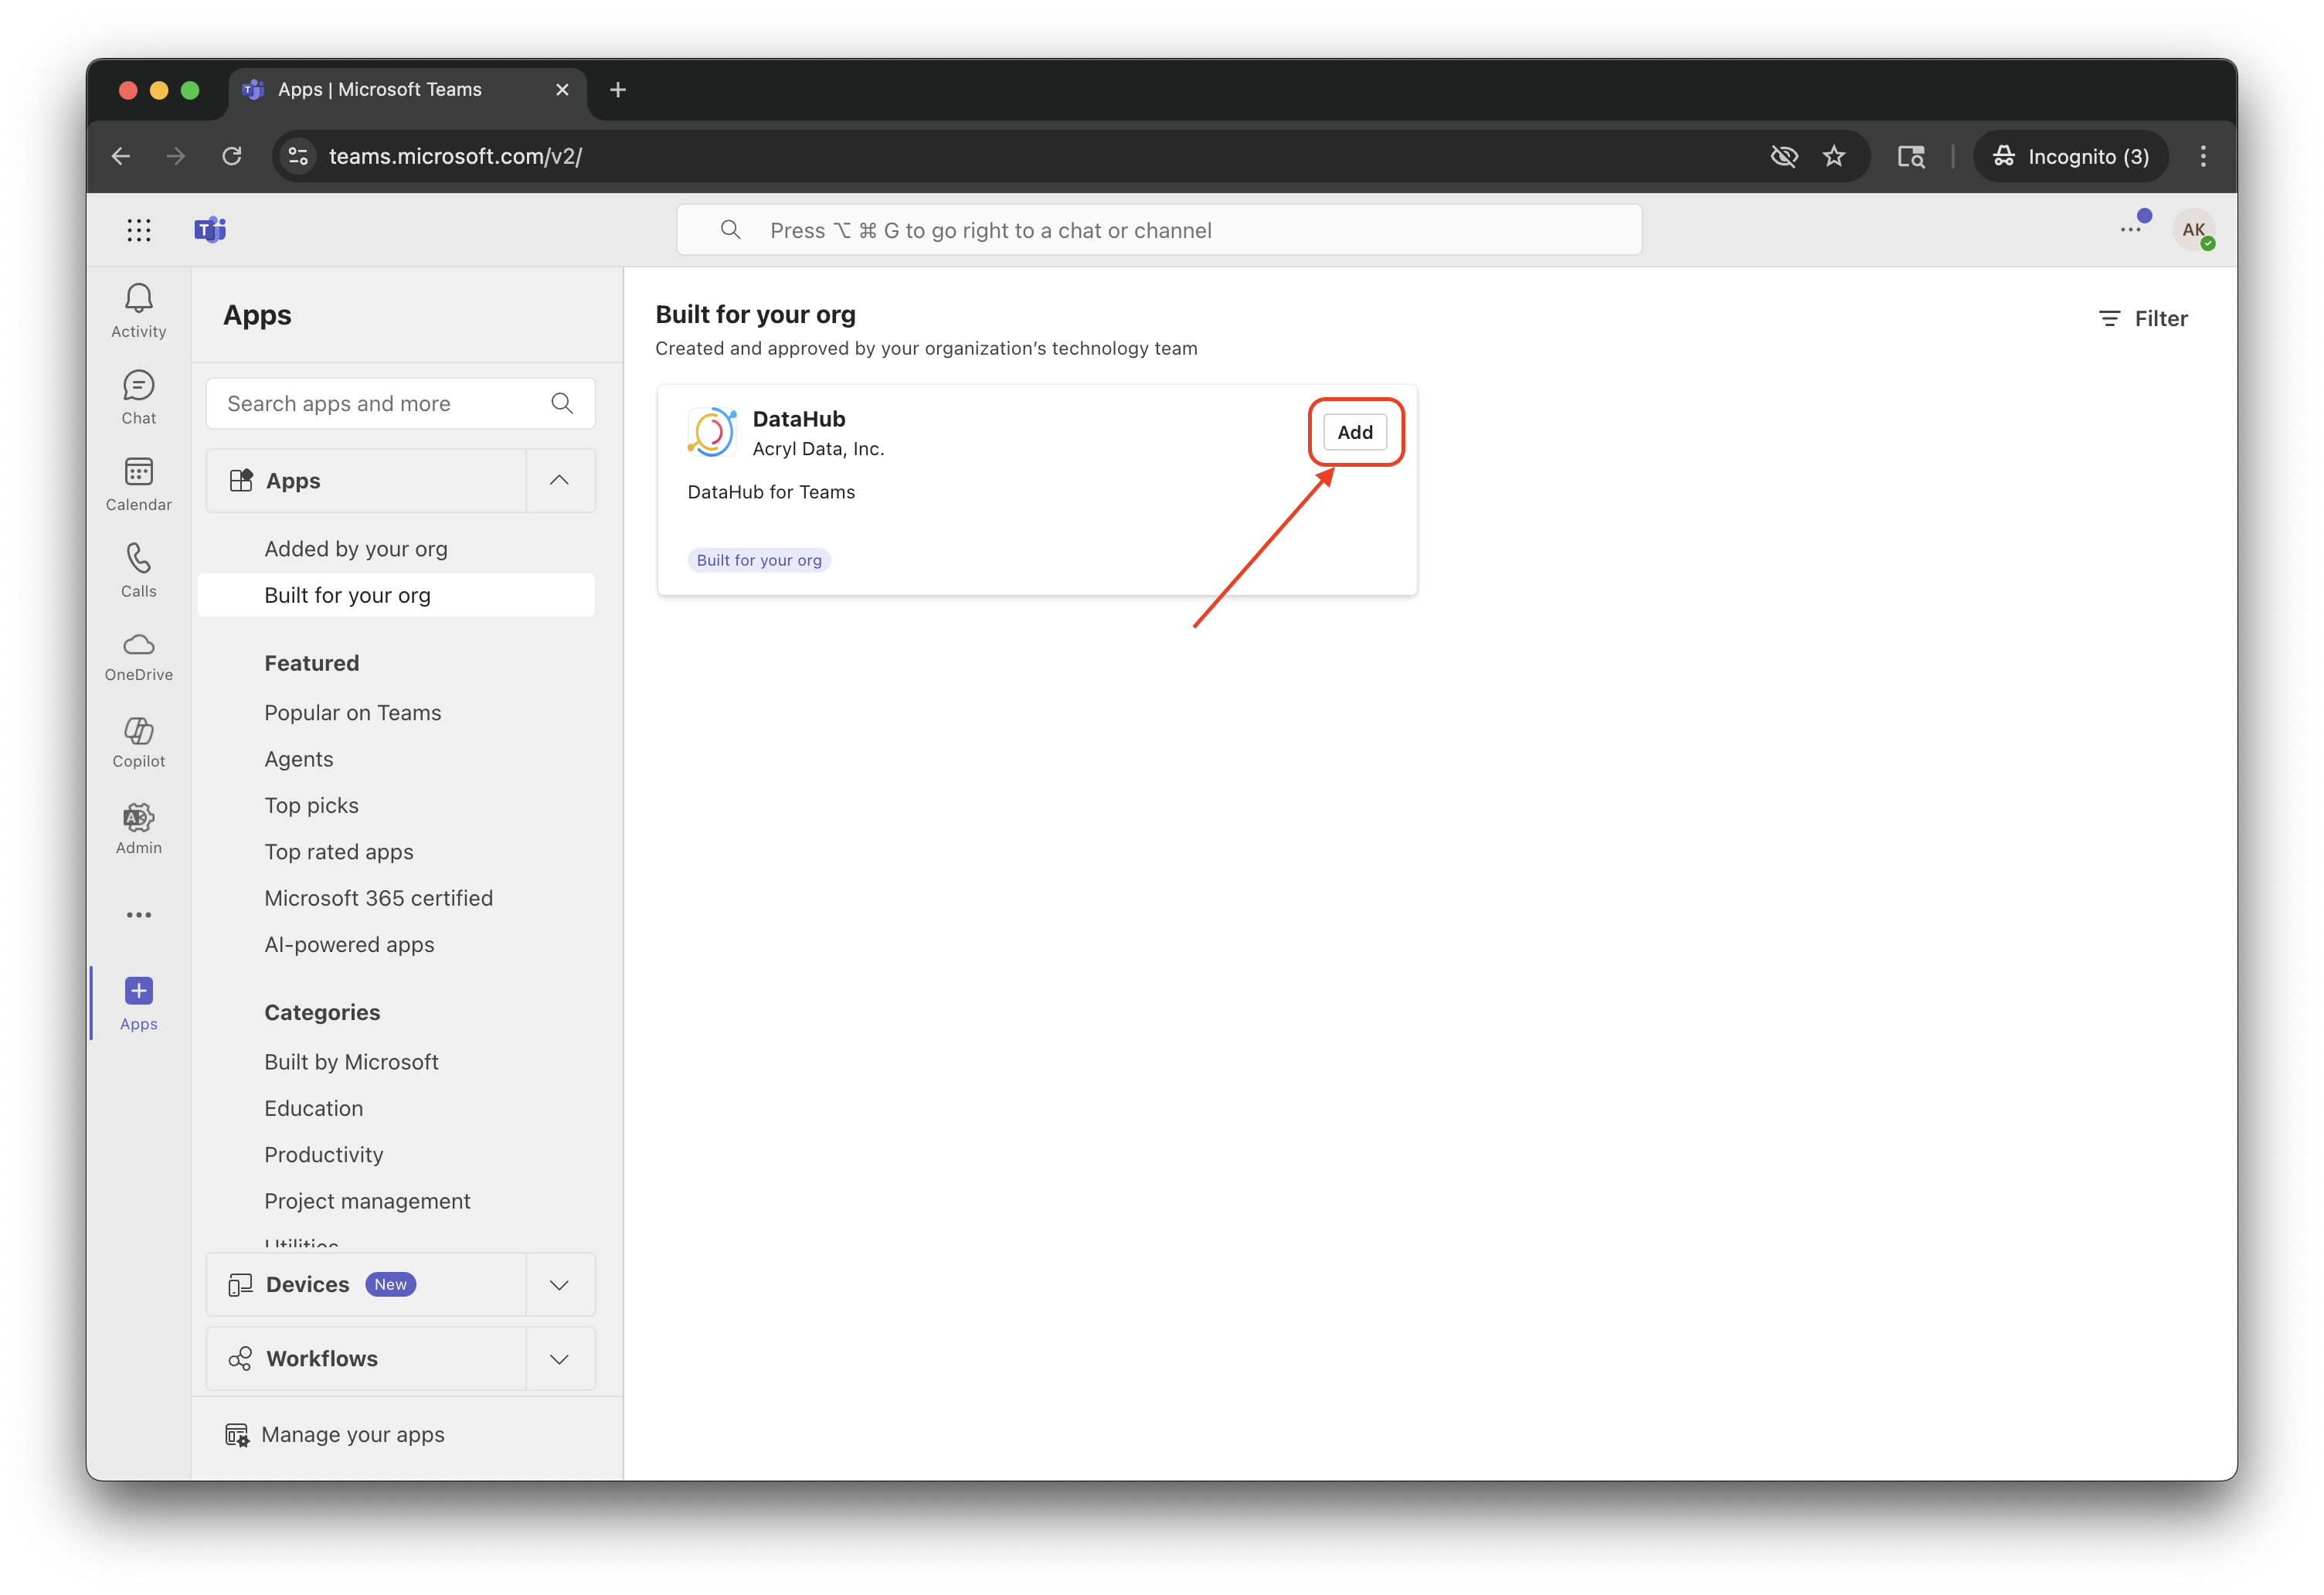 Apps | Microsoft Teams
teams.microsoft.com/v2/
Incognito (3)
Press ⌥ ⌘ G to go right to a chat or channel
AK
Activity
Chat
Calendar
Calls
OneDrive
Copilot
Admin
Apps
Apps
Search apps and more
Apps
Added by your org
Built for your org
Featured
Popular on Teams
Agents
Top picks
Top rated apps
Microsoft 365 certified
AI-powered apps
Categories
Built by Microsoft
Education
Productivity
Project management
Utilities
Devices New
Workflows
Manage your apps
Built for your org
Created and approved by your organization’s technology team
Filter
DataHub
Acryl Data, Inc.
Add
DataHub for Teams
Built for your org